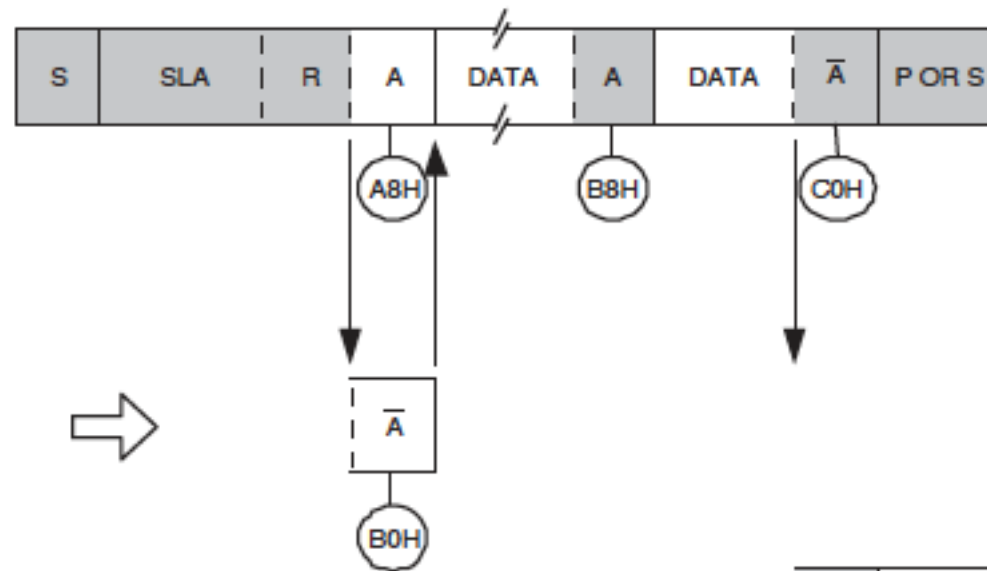 S SLA R A DATA A DATA A̅ P OR S
A8H B8H C0H
A̅
B0H